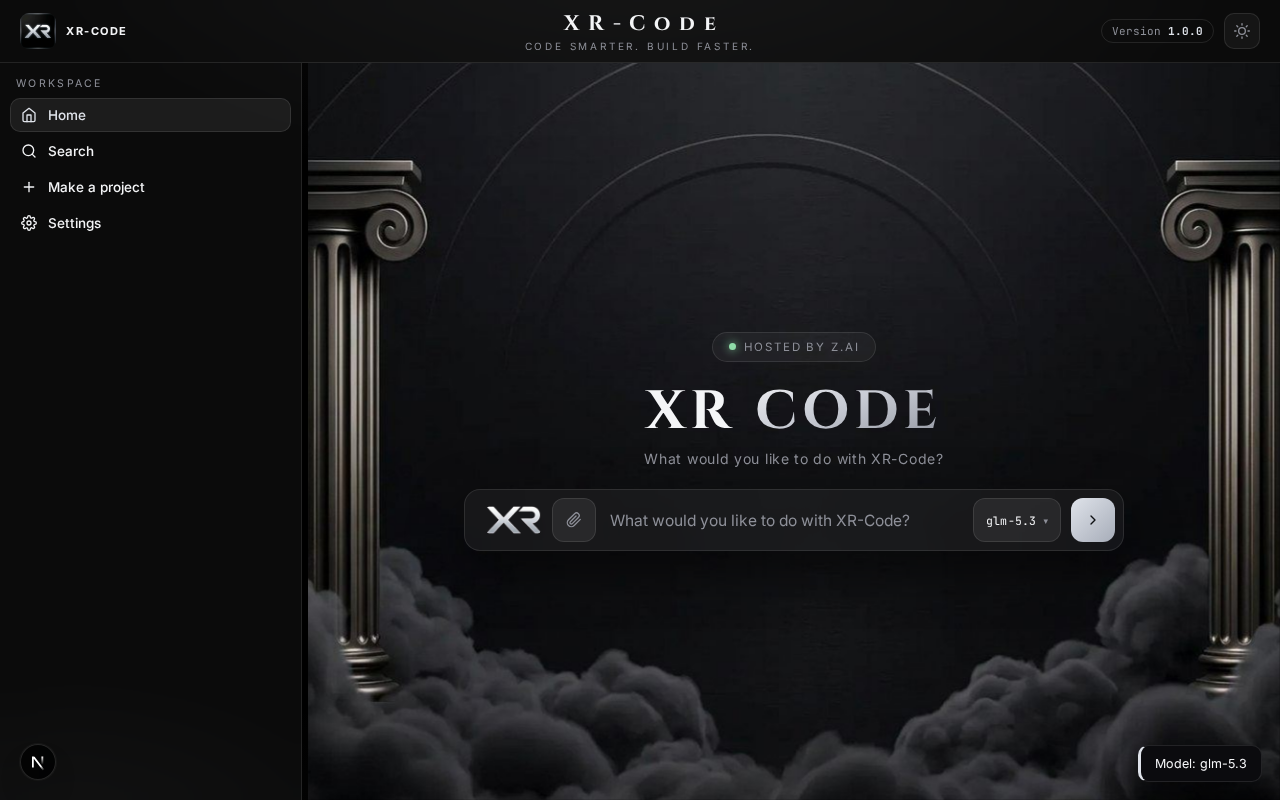 XR
XR-CODE
XR-CODE
CODE SMARTER. BUILD FASTER.
Version 1.0.0
WORKSPACE
Home
Search
Make a project
Settings
HOSTED BY Z.AI
XR CODE
What would you like to do with XR-Code?
XR
What would you like to do with XR-Code?
glm-5.3
N
Model: glm-5.3